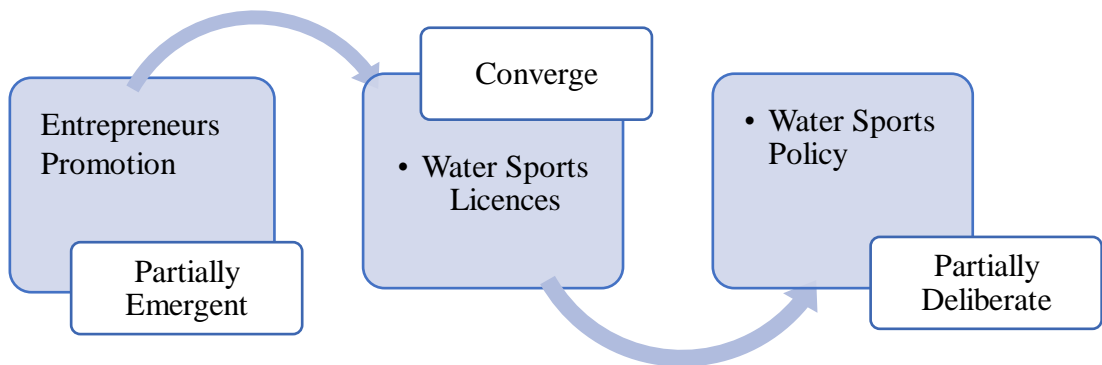 Entrepreneurs
Promotion
Partially
Emergent
Converge
• Water Sports
Licences
• Water Sports
Policy
Partially
Deliberate